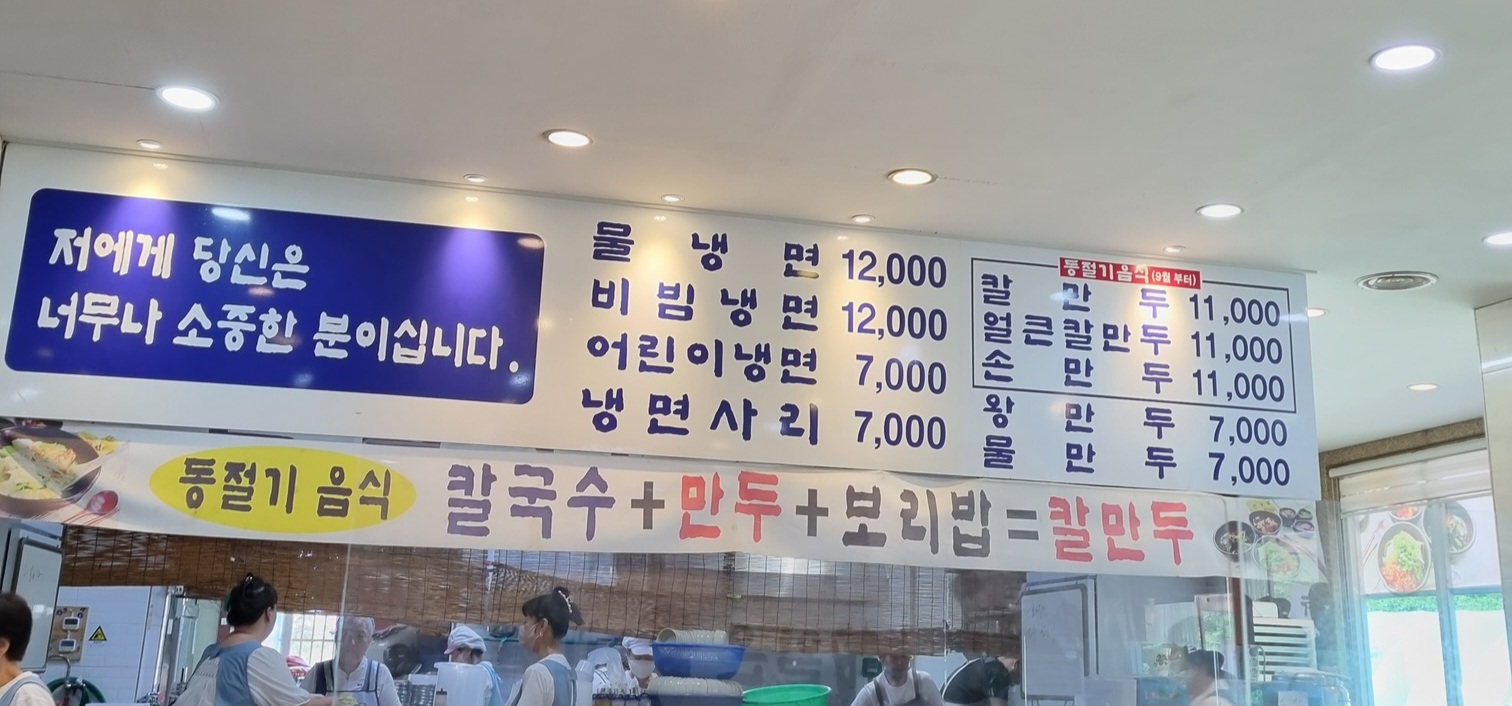 저에게 당신은
너무나 소중한 분이십니다.
물냉면 12,000
비빔냉면 12,000
어린이냉면 7,000
냉면사리 7,000
동절기음식 (9월 부터)
칼만두 11,000
얼큰칼만두 11,000
손만두 11,000
왕만두 7,000
물만두 7,000
동절기 음식 칼국수+만두+보리밥=칼만두